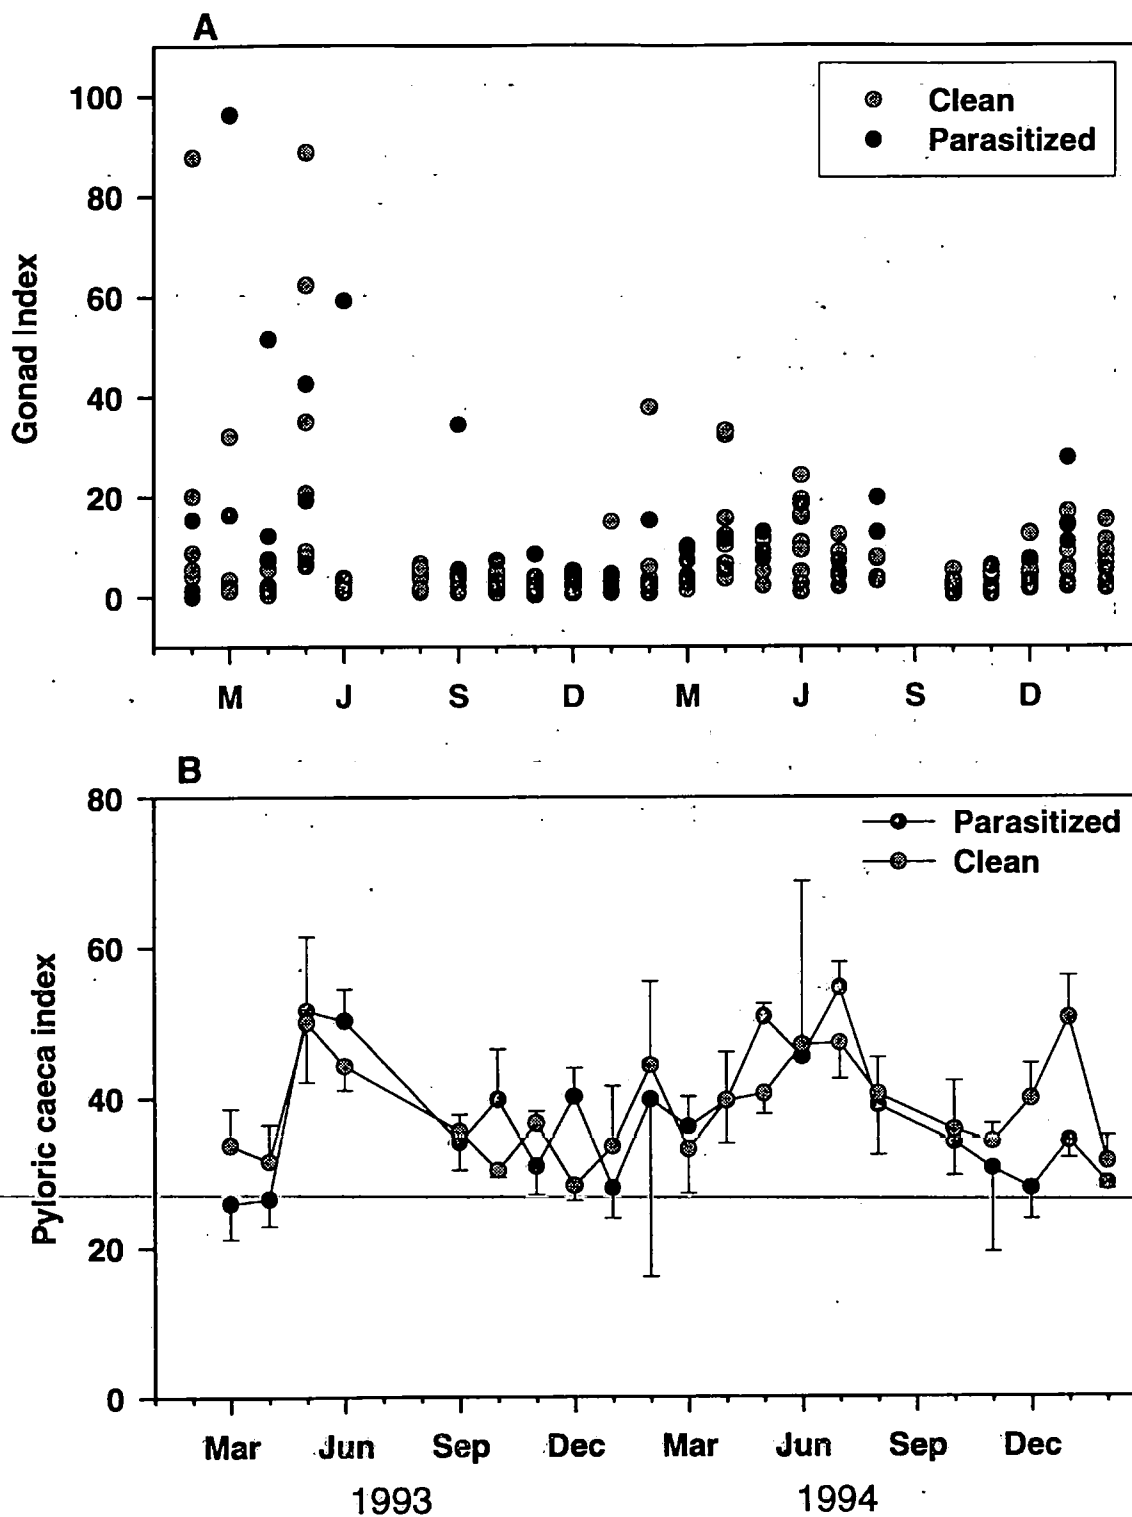 A
Clean
Parasitized
100
80
60
40
20
0
Gonad Index
M J S D M J S D
B
Parasitized
Clean
80
60
40
20
0
Pyloric caeca index
Mar Jun Sep Dec Mar Jun Sep Dec
1993 1994